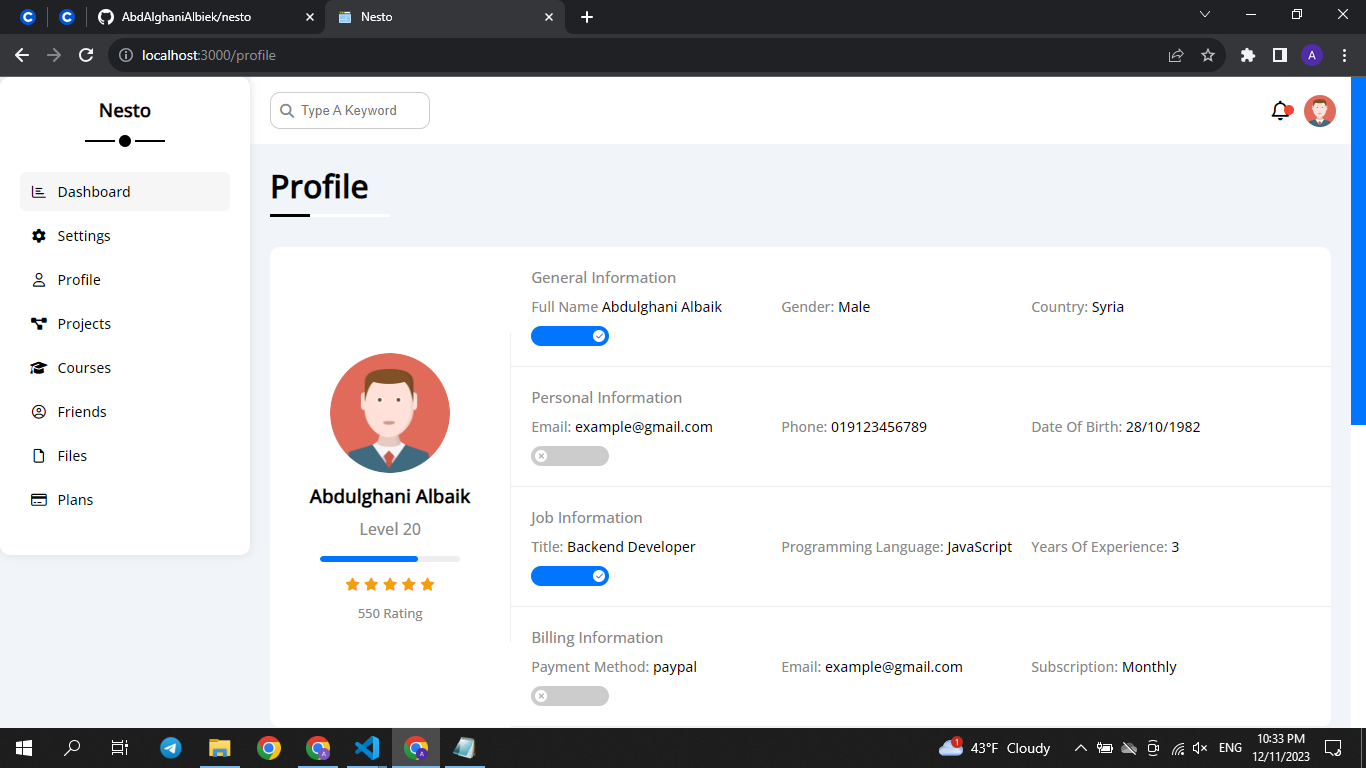 AbdAlghaniAlbiek/nesto
Nesto
localhost:3000/profile
A
Nesto
Type A Keyword
Dashboard
Settings
Profile
Projects
Courses
Friends
Files
Plans
Profile
Abdulghani Albaik
Level 20
550 Rating
General Information
Full Name Abdulghani Albaik Gender: Male Country: Syria
Personal Information
Email: example@gmail.com Phone: 019123456789 Date Of Birth: 28/10/1982
Job Information
Title: Backend Developer Programming Language: JavaScript Years Of Experience: 3
Billing Information
Payment Method: paypal Email: example@gmail.com Subscription: Monthly
1
43°F Cloudy
ENG
10:33 PM
12/11/2023